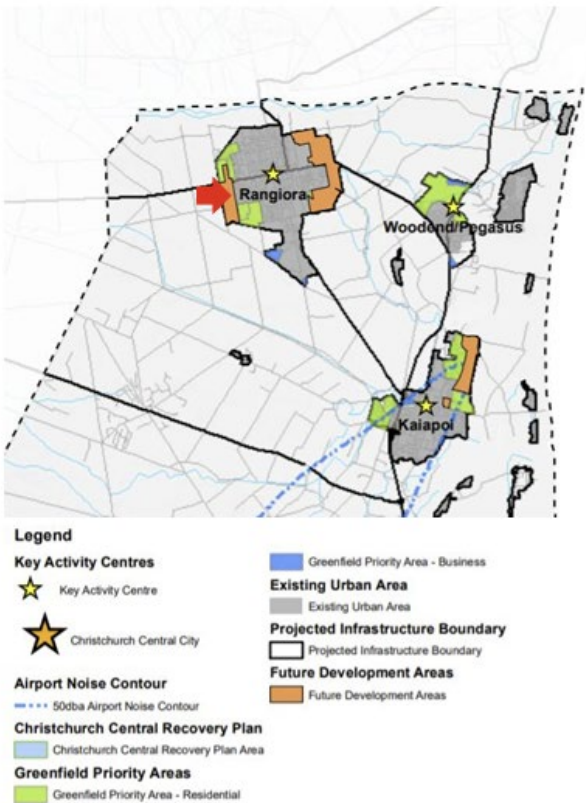 Rangiora
Woodend/Pegasus
Kaiapoi
Legend
Key Activity Centres
Key Activity Centre
Christchurch Central City
Airport Noise Contour
50dba Airport Noise Contour
Christchurch Central Recovery Plan
Christchurch Central Recovery Plan Area
Greenfield Priority Areas
Greenfield Priority Area - Residential
Greenfield Priority Area - Business
Existing Urban Area
Existing Urban Area
Projected Infrastructure Boundary
Projected Infrastructure Boundary
Future Development Areas
Future Development Areas